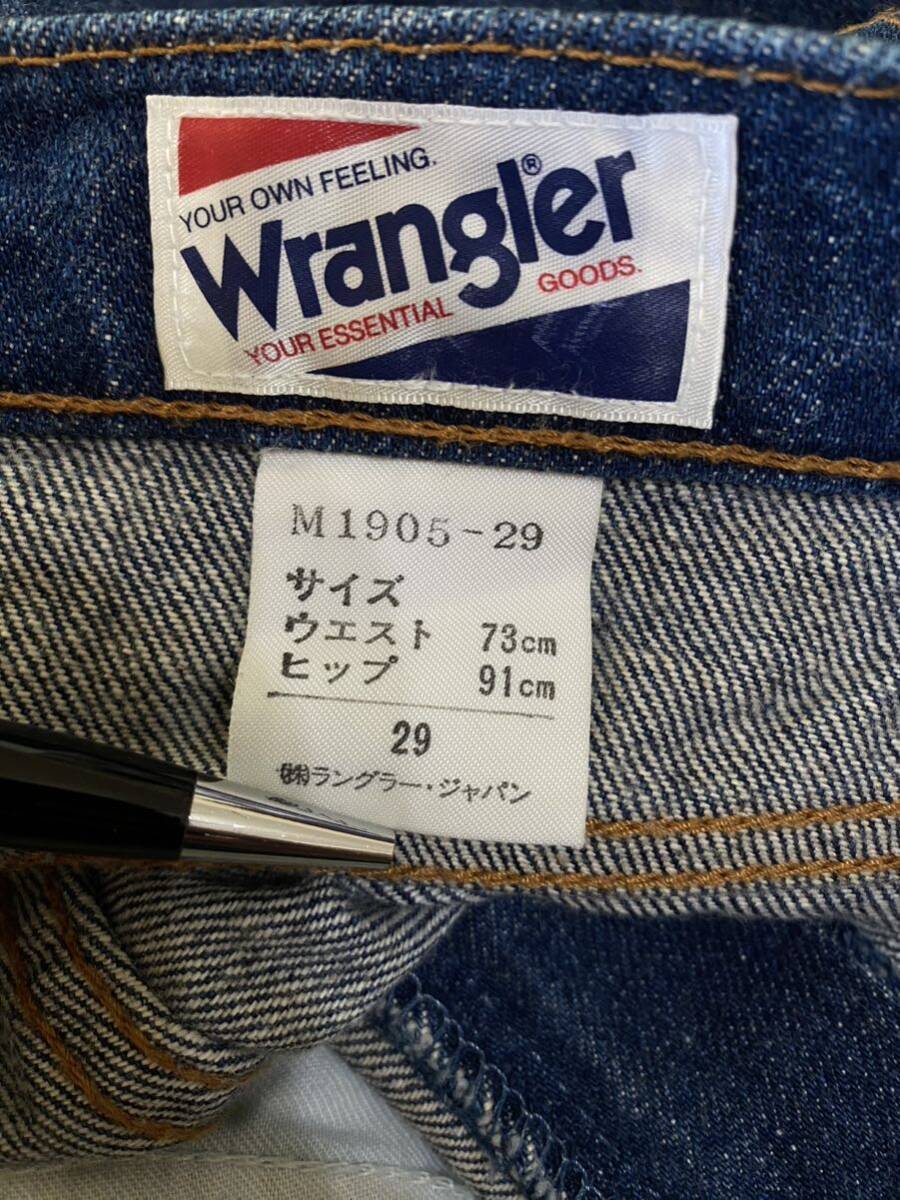 YOUR OWN FEELING.
Wrangler®
YOUR ESSENTIAL GOODS.
M1905-29
サイズ
ウエスト 73cm
ヒップ 91cm
29
㈱ラングラー・ジャパン